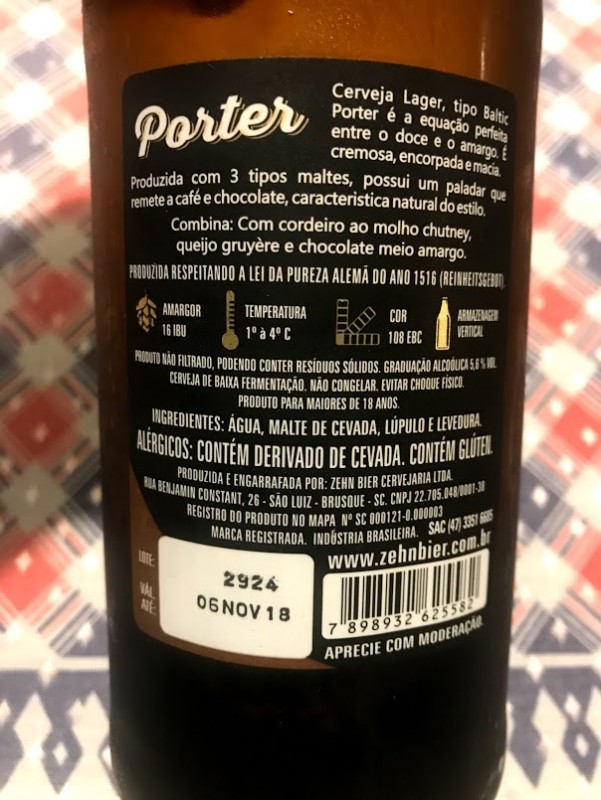 Porter
Cerveja Lager, tipo Baltic
Porter é a equação perfeita
entre o doce e o amargo. É
cremosa, encorpada e macia.
Produzida com 3 tipos maltes, possui um paladar que
remete a café e chocolate, caracteristica natural do estilo.
Combina: Com cordeiro ao molho chutney,
queijo gruyère e chocolate meio amargo.
PRODUZIDA RESPEITANDO A LEI DA PUREZA ALEMÃ DO ANO 1516 (REINHEITSGEBOT)
AMARGOR
16 IBU
TEMPERATURA
1º à 4º C
COR
108 EBC
ARMAZENAGEM
VERTICAL
PRODUTO NÃO FILTRADO, PODENDO CONTER RESÍDUOS SÓLIDOS. GRADUAÇÃO ALCOÓLICA 5,6 % VOL.
CERVEJA DE BAIXA FERMENTAÇÃO. NÃO CONGELAR. EVITAR CHOQUE FÍSICO.
PRODUTO PARA MAIORES DE 18 ANOS.
INGREDIENTES: ÁGUA, MALTE DE CEVADA, LÚPULO E LEVEDURA.
ALÉRGICOS: CONTÉM DERIVADO DE CEVADA. CONTÉM GLÚTEN.
PRODUZIDA E ENGARRAFADA POR: ZEHN BIER CERVEJARIA LTDA.
RUA BENJAMIN CONSTANT, 26 - SÃO LUIZ - BRUSQUE - SC. CNPJ 22.705.048/0001-38
REGISTRO DO PRODUTO NO MAPA Nº SC 000121-0.000003
MARCA REGISTRADA. INDÚSTRIA BRASILEIRA. SAC (47) 3351 6605
www.zehnbier.com.br
LOTE:
2924
VÁL.
ATÉ:
06NOV18
7 898932 625582
APRECIE COM MODERAÇÃO.